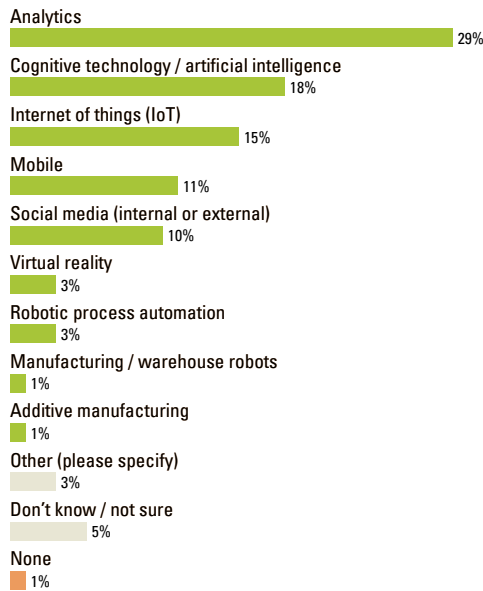 Analytics
29%
Cognitive technology / artificial intelligence
18%
Internet of things (IoT)
15%
Mobile
11%
Social media (internal or external)
10%
Virtual reality
3%
Robotic process automation
3%
Manufacturing / warehouse robots
1%
Additive manufacturing
1%
Other (please specify)
3%
Don’t know / not sure
5%
None
1%